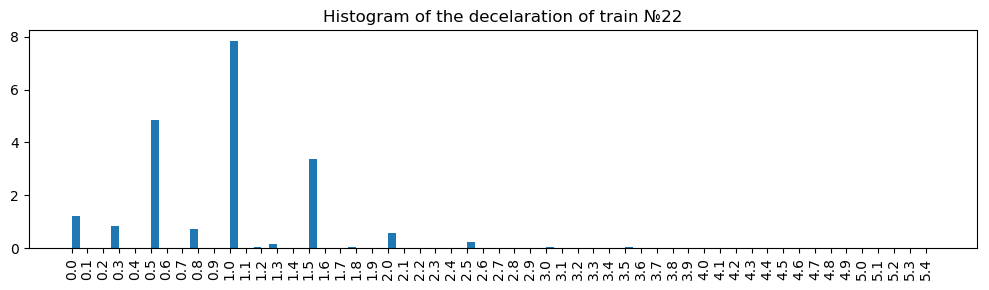 Histogram of the decelaration of train №22
8
6
4
2
0
0.0 0.1 0.2 0.3 0.4 0.5 0.6 0.7 0.8 0.9 1.0 1.1 1.2 1.3 1.4 1.5 1.6 1.7 1.8 1.9 2.0 2.1 2.2 2.3 2.4 2.5 2.6 2.7 2.8 2.9 3.0 3.1 3.2 3.3 3.4 3.5 3.6 3.7 3.8 3.9 4.0 4.1 4.2 4.3 4.4 4.5 4.6 4.7 4.8 4.9 5.0 5.1 5.2 5.3 5.4